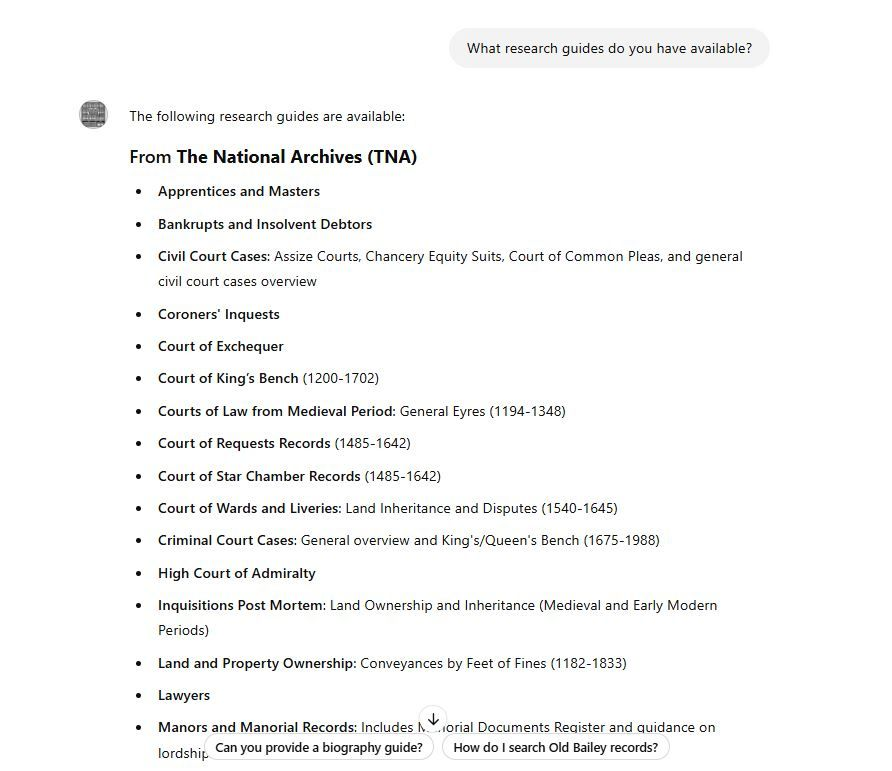 What research guides do you have available?
The following research guides are available:
From The National Archives (TNA)
Apprentices and Masters
Bankrupts and Insolvent Debtors
Civil Court Cases: Assize Courts, Chancery Equity Suits, Court of Common Pleas, and general
civil court cases overview
Coroners' Inquests
Court of Exchequer
Court of King's Bench (1200-1702)
Courts of Law from Medieval Period: General Eyres (1194-1348)
Court of Requests Records (1485-1642)
Court of Star Chamber Records (1485-1642)
Court of Wards and Liveries: Land Inheritance and Disputes (1540-1645)
Criminal Court Cases: General overview and King's/Queen's Bench (1675-1988)
High Court of Admiralty
Inquisitions Post Mortem: Land Ownership and Inheritance (Medieval and Early Modern
Periods)
Land and Property Ownership: Conveyances by Feet of Fines (1182-1833)
Lawyers
Manors and Manorial Records: Includes Documents Register and guidance on
Can you provide a biography guide? How do I search Old Bailey records?